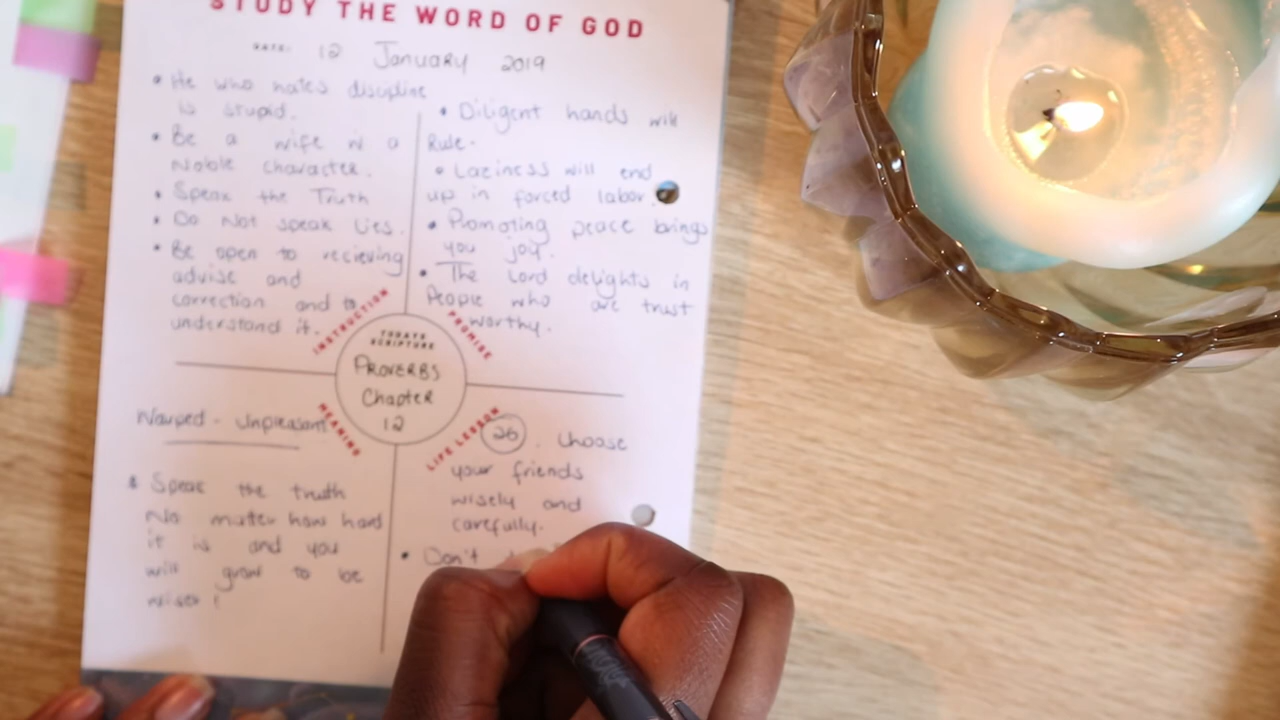 STUDY THE WORD OF GOD
DATE: 12 January 2019
• He who hates discipline
is stupid.
• Be a wife of a
Noble character.
• Speak the Truth
• Do Not speak Lies.
• Be open to recieving
advise and
correction and to
understand it.
INSTRUCTION
• Diligent hands will
Rule.
• Laziness will end
up in forced labor.
• Promoting peace brings
you joy.
• The Lord delights in
People who are trust
worthy.
PROMISE
TODAYS
SCRIPTURE
PROVERBS
Chapter
12
MEANING
Warped - Unpleasant
• Speak the truth
No matter how hard
it is and you
will grow to be
wiser!
LIFE LESSON
26. Choose
your friends
wisely and
carefully.
• Don't